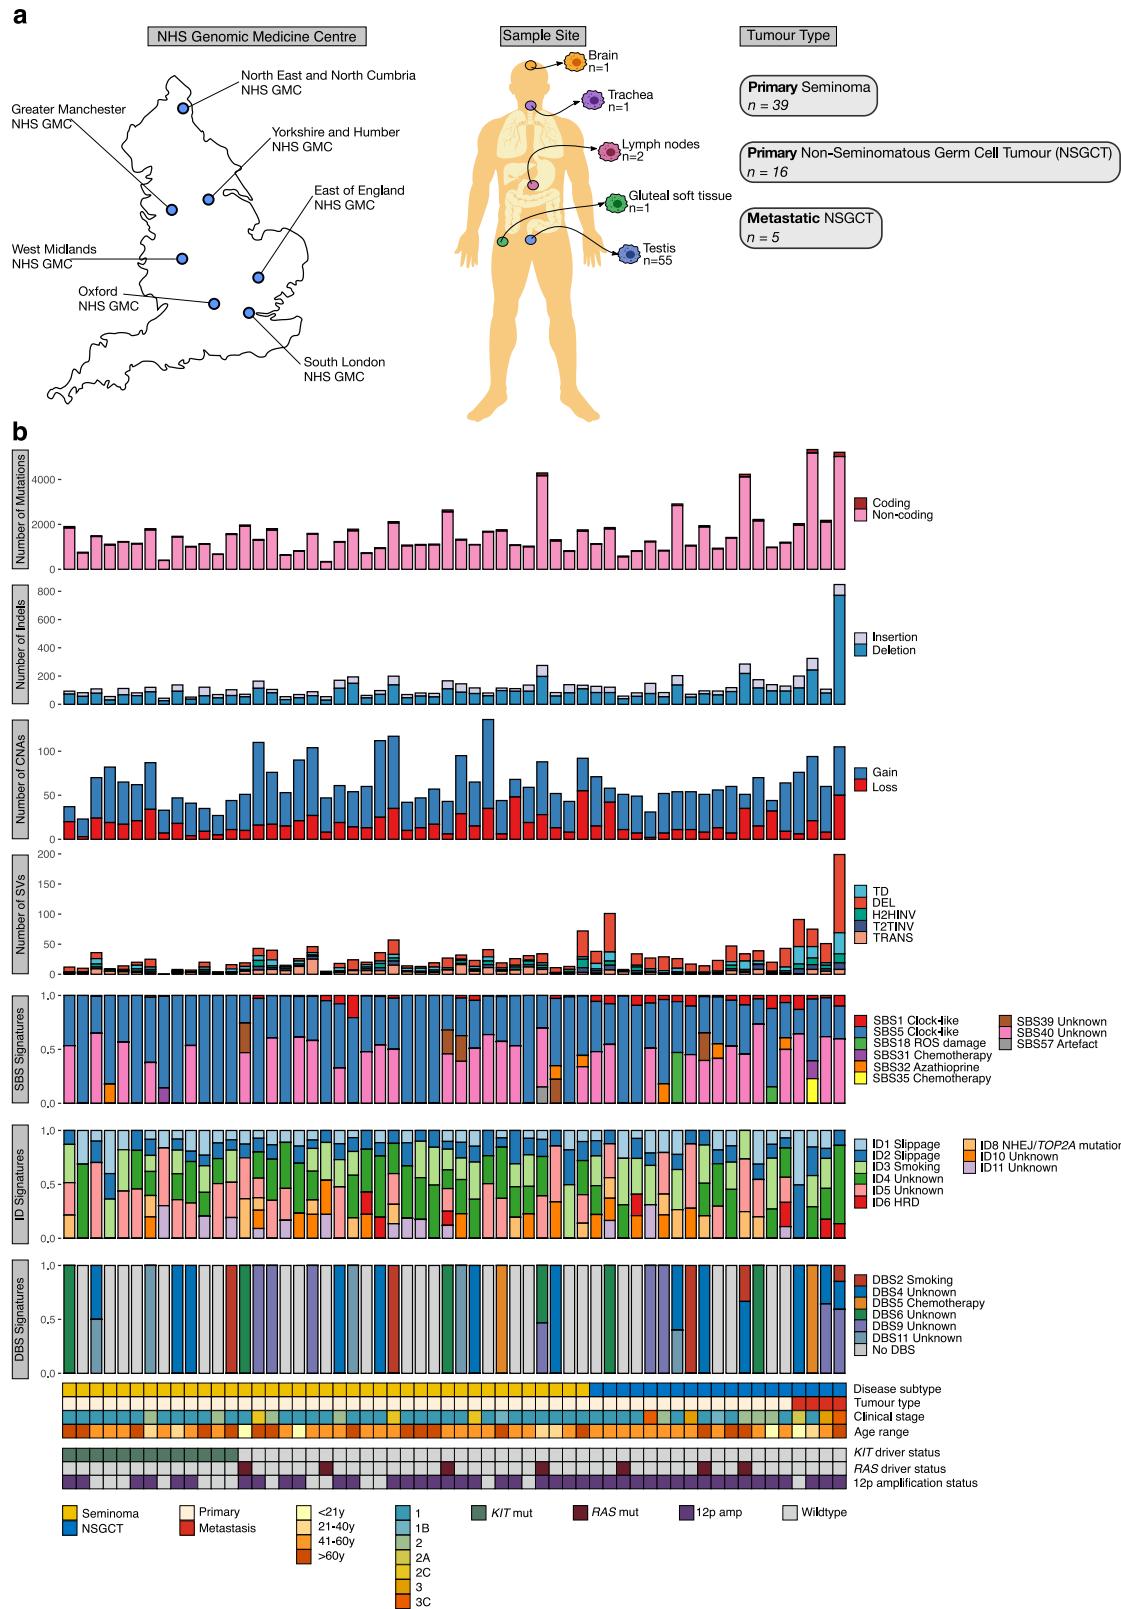 a
NHS Genomic Medicine Centre
Sample Site
Tumour Type
North East and North Cumbria
NHS GMC
Greater Manchester
NHS GMC
Yorkshire and Humber
NHS GMC
East of England
NHS GMC
West Midlands
NHS GMC
Oxford
NHS GMC
South London
NHS GMC
Brain
n=1
Trachea
n=1
Lymph nodes
n=2
Gluteal soft tissue
n=1
Testis
n=55
Primary Seminoma
n = 39
Primary Non-Seminomatous Germ Cell Tumour (NSGCT)
n = 16
Metastatic NSGCT
n = 5
b
Number of Mutations
4000
2000
0
Coding
Non-coding
Number of Indels
800
600
400
200
0
Insertion
Deletion
Number of CNAs
100
50
0
Gain
Loss
Number of SVs
200
150
100
50
0
TD
DEL
H2HINV
T2TINV
TRANS
SBS Signatures
1.0
0.5
0.0
SBS1 Clock-like
SBS5 Clock-like
SBS18 ROS damage
SBS31 Chemotherapy
SBS32 Azathioprine
SBS35 Chemotherapy
SBS39 Unknown
SBS40 Unknown
SBS57 Artefact
ID Signatures
1.0
0.5
0.0
ID1 Slippage
ID2 Slippage
ID3 Smoking
ID4 Unknown
ID5 Unknown
ID6 HRD
ID8 NHEJ/TOP2A mutation
ID10 Unknown
ID11 Unknown
DBS Signatures
1.0
0.5
0.0
DBS2 Smoking
DBS4 Unknown
DBS5 Chemotherapy
DBS6 Unknown
DBS9 Unknown
DBS11 Unknown
No DBS
Disease subtype
Tumour type
Clinical stage
Age range
KIT driver status
RAS driver status
12p amplification status
Seminoma
NSGCT
Primary
Metastasis
<21y
21-40y
41-60y
>60y
1
1B
2
2A
2C
3
3C
KIT mut
RAS mut
12p amp
Wildtype